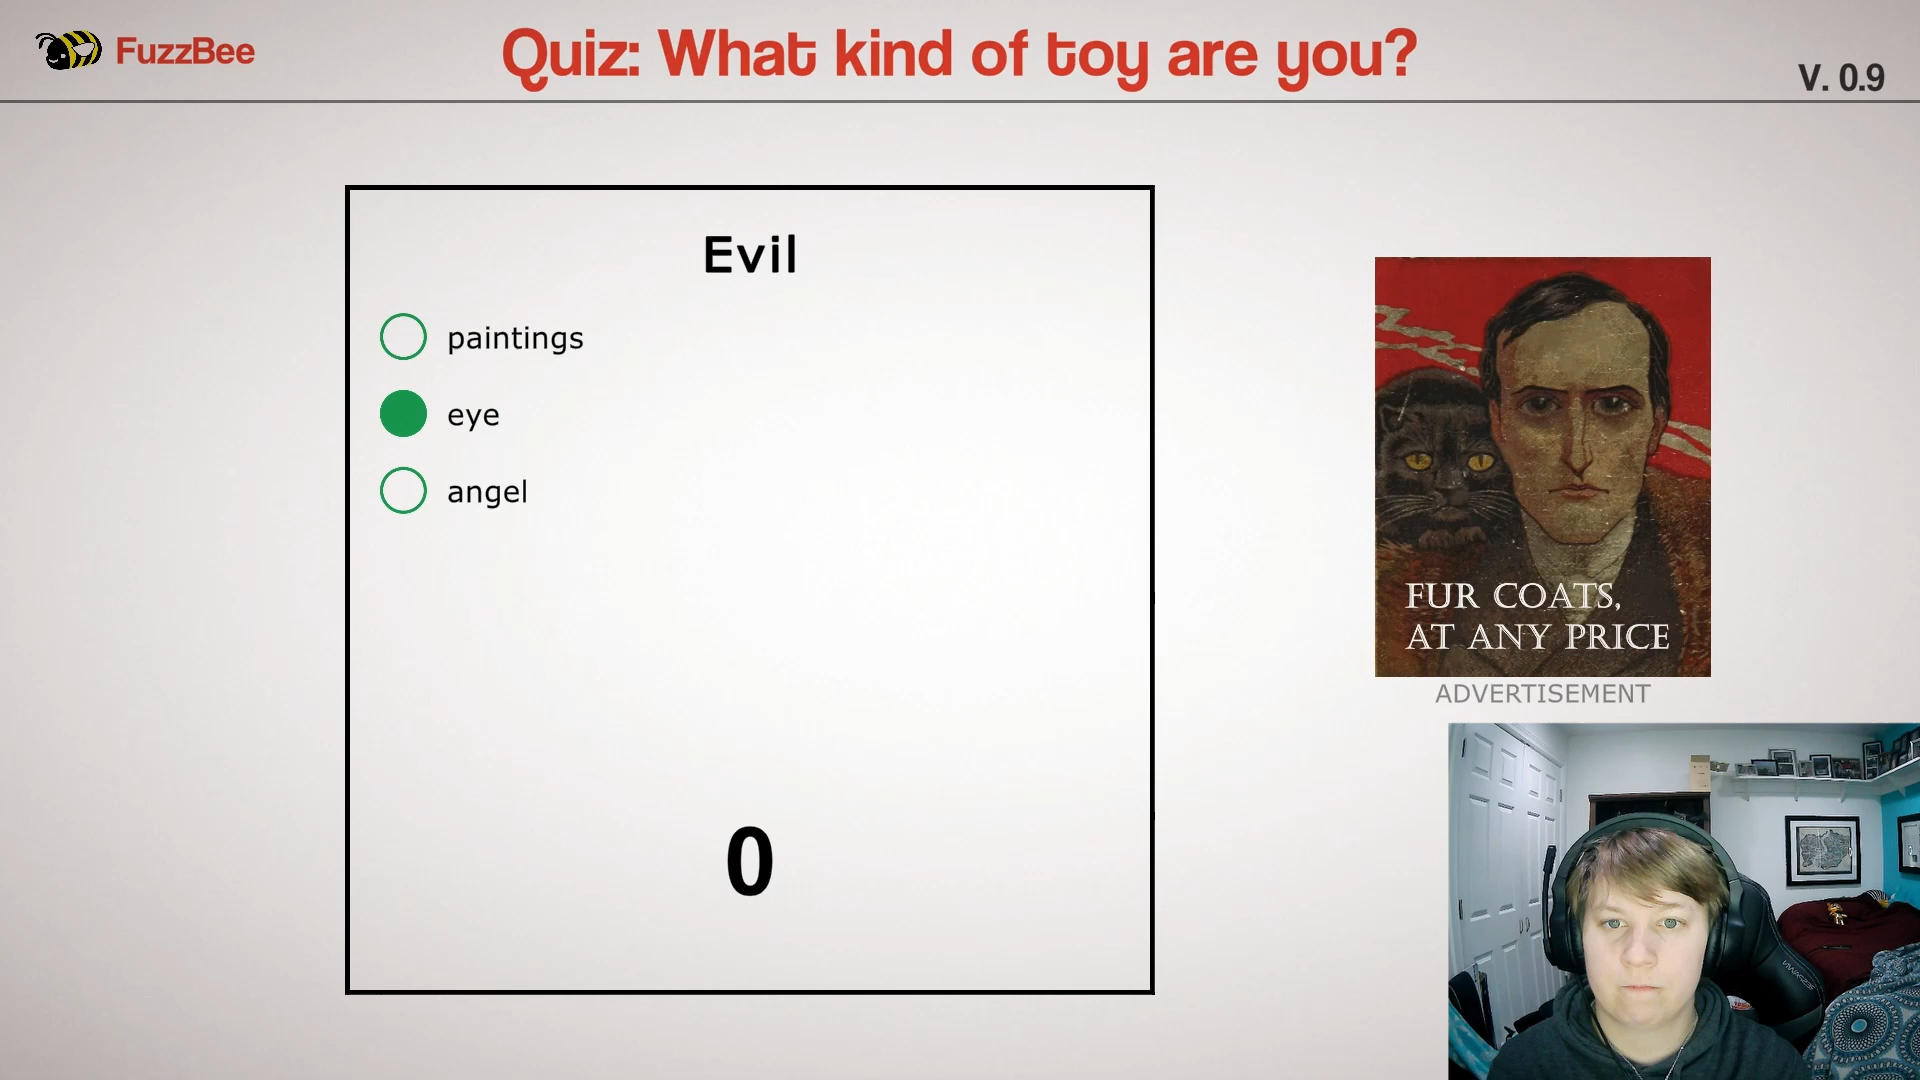 FuzzBee
Quiz: What kind of toy are you?
V. 0.9
Evil
paintings
eye
angel
0
FUR COATS,
AT ANY PRICE
ADVERTISEMENT